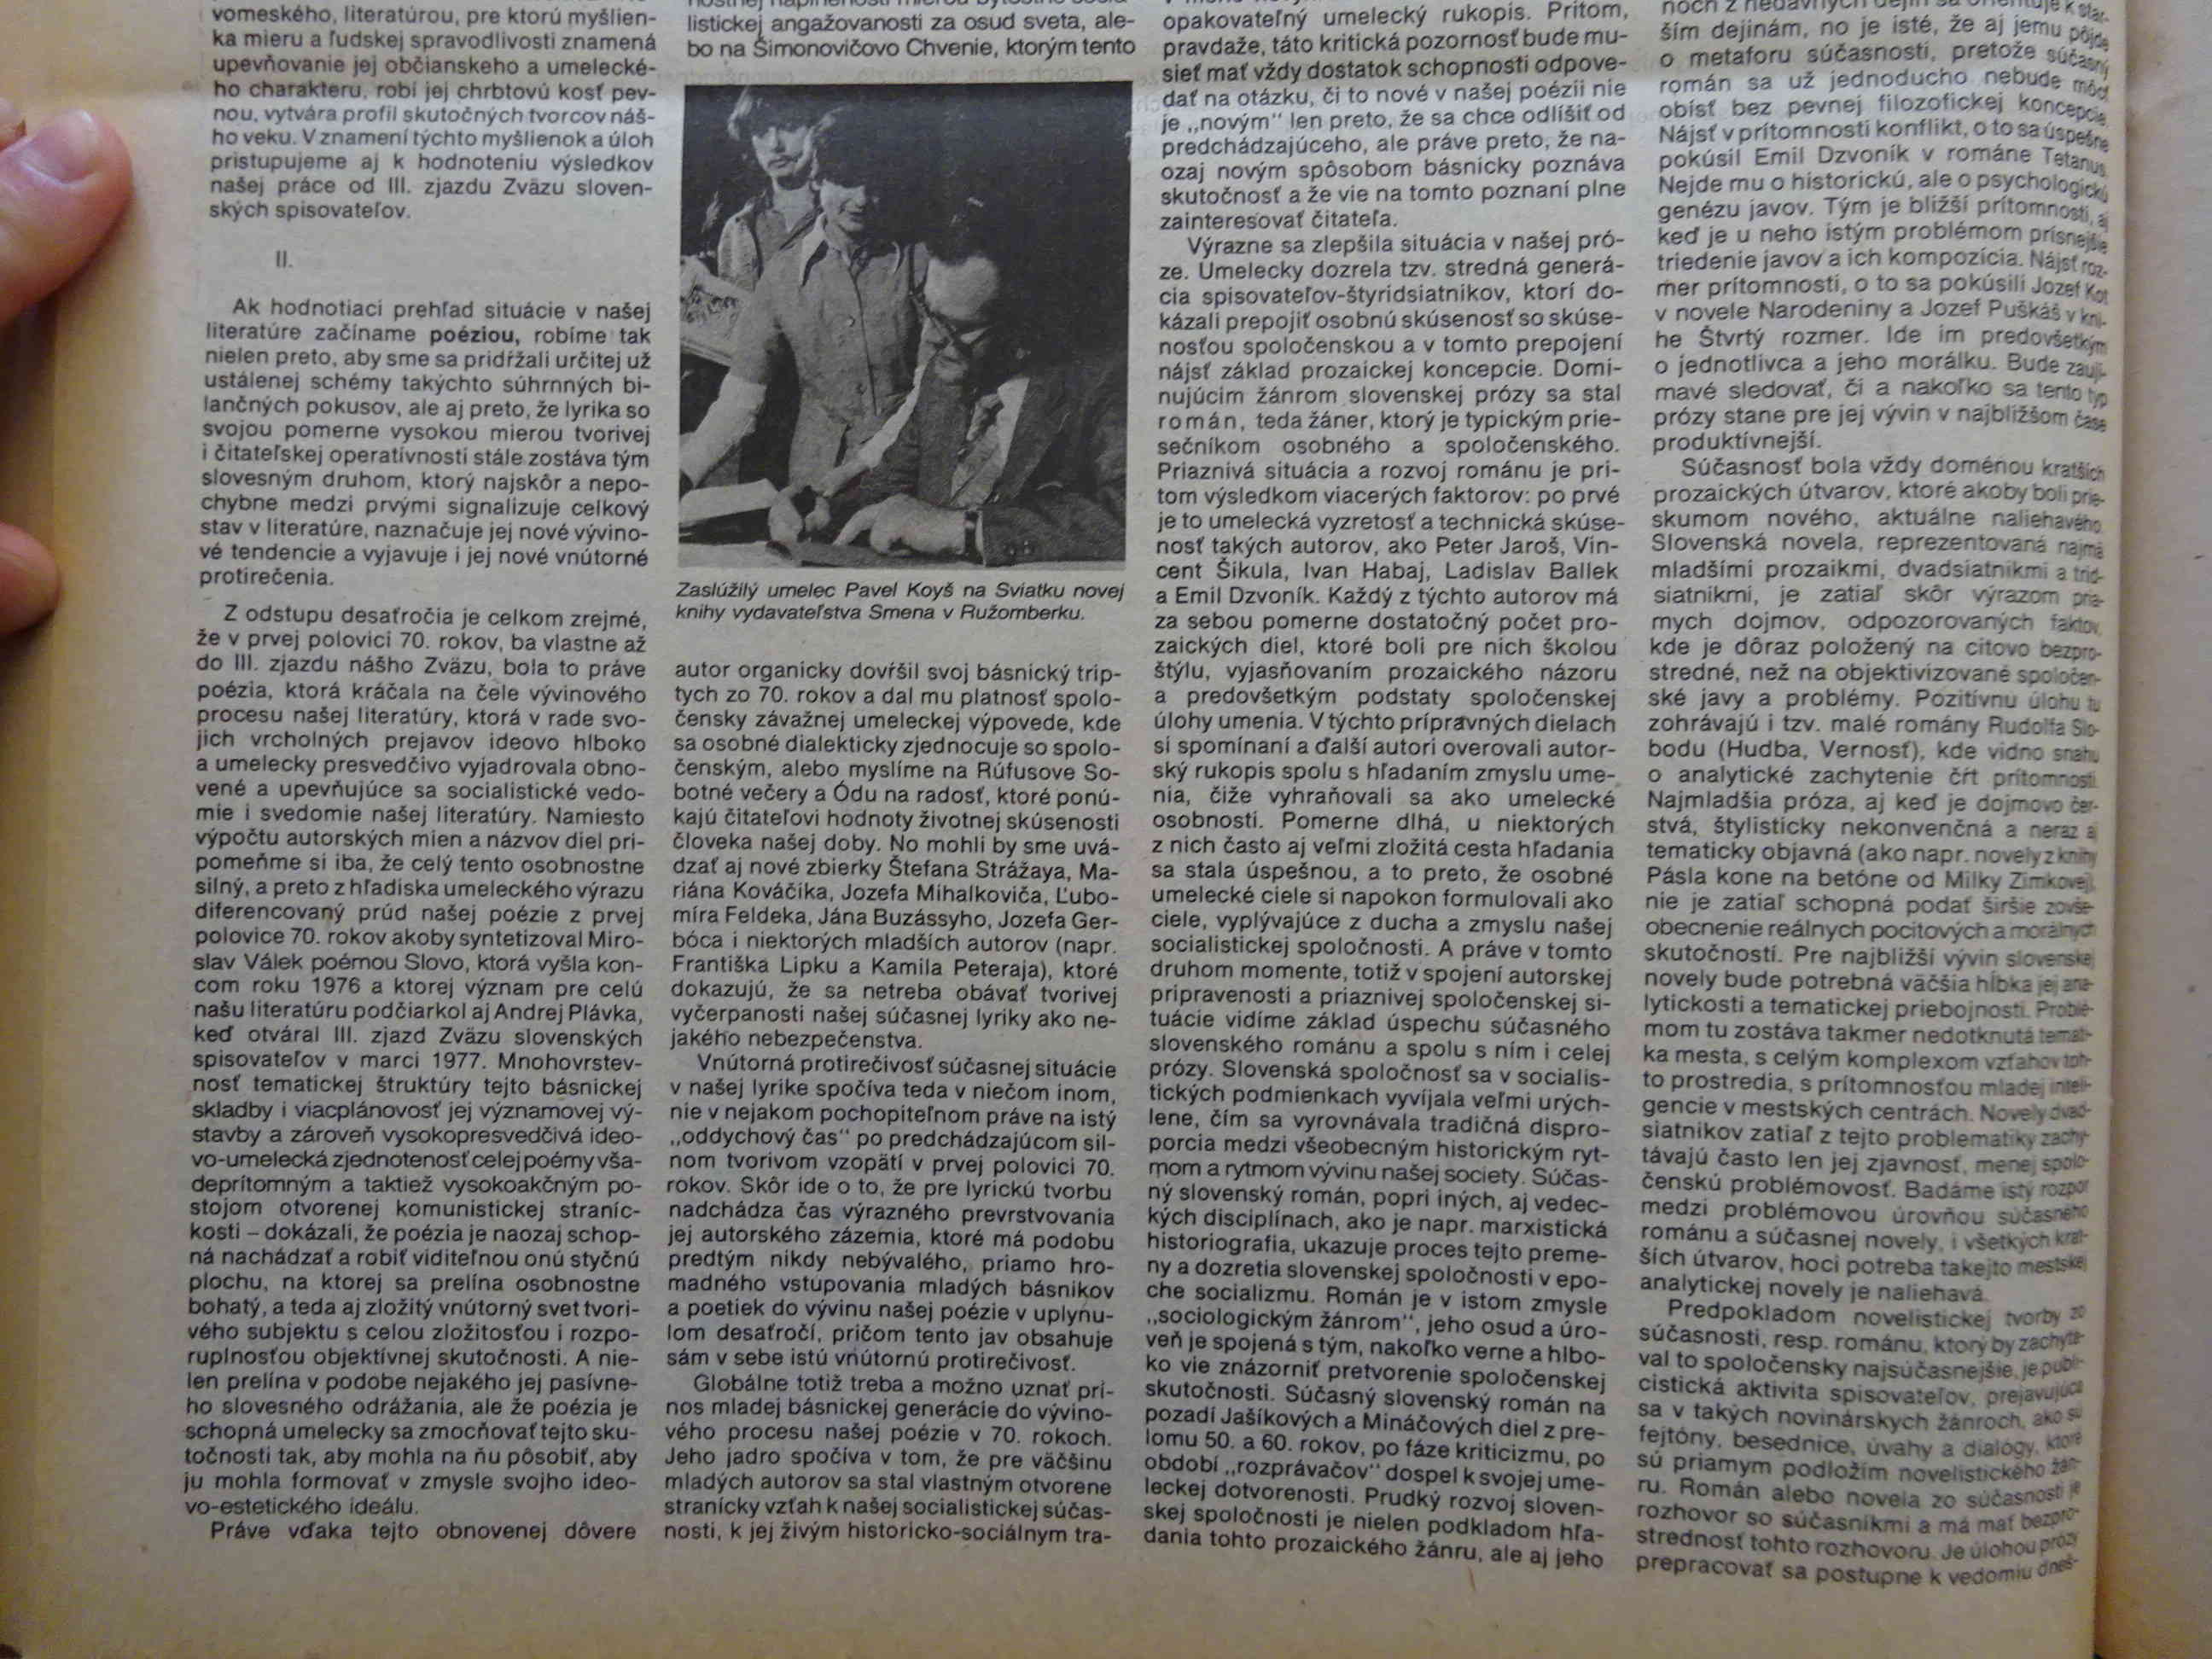 vomeského, literatúrou, pre ktorú myšlien-
ka mieru a ľudskej spravodlivosti znamená
upevňovanie jej občianskeho a umelecké-
ho charakteru, robí jej chrbtovú kosť pev-
nou, vytvára profil skutočných tvorcov náš-
ho veku. V znamení týchto myšlienok a úloh
pristupujeme aj k hodnoteniu výsledkov
našej práce od III. zjazdu Zväzu sloven-
ských spisovateľov.
II.
Ak hodnotiaci prehľad situácie v našej
literatúre začíname poéziou, robíme tak
nielen preto, aby sme sa pridŕžali určitej už
ustálenej schémy takýchto súhrnných bi-
lančných pokusov, ale aj preto, že lyrika so
svojou pomerne vysokou mierou tvorivej
i čitateľskej operatívnosti stále zostáva tým
slovesným druhom, ktorý najskôr a nepo-
chybne medzi prvými signalizuje celkový
stav v literatúre, naznačuje jej nové vývino-
vé tendencie a vyjavuje i jej nové vnútorné
protirečenia.
Z odstupu desaťročia je celkom zrejmé,
že v prvej polovici 70. rokov, ba vlastne až
do III. zjazdu nášho Zväzu, bola to práve
poézia, ktorá kráčala na čele vývinového
procesu našej literatúry, ktorá v rade svo-
jich vrcholných prejavov ideovo hlboko
a umelecky presvedčivo vyjadrovala obno-
vené a upevňujúce sa socialistické vedo-
mie i svedomie našej literatúry. Namiesto
výpočtu autorských mien a názvov diel pri-
pomeňme si iba, že celý tento osobnostne
silný, a preto z hľadiska umeleckého výrazu
diferencovaný prúd našej poézie z prvej
polovice 70. rokov akoby syntetizoval Miro-
slav Válek poémou Slovo, ktorá vyšla kon-
com roku 1976 a ktorej význam pre celú
našu literatúru podčiarkol aj Andrej Plávka,
keď otváral III. zjazd Zväzu slovenských
spisovateľov v marci 1977. Mnohovrstev-
nosť tematickej štruktúry tejto básnickej
skladby i viacplánovosť jej významovej vý-
stavby a zároveň vysokopresvedčivá ideo-
vo-umelecká zjednotenosť celej poémy vša-
deprítomným a taktiež vysokoakčným po-
stojom otvorenej komunistickej straníc-
kosti – dokázali, že poézia je naozaj schop-
ná nachádzať a robiť viditeľnou onú styčnú
plochu, na ktorej sa prelína osobnostne
bohatý, a teda aj zložitý vnútorný svet tvori-
vého subjektu s celou zložitosťou i rozpo-
ruplnosťou objektívnej skutočnosti. A nie-
len prelína v podobe nejakého jej pasívne-
ho slovesného odrážania, ale že poézia je
schopná umelecky sa zmocňovať tejto sku-
točnosti tak, aby mohla na ňu pôsobiť, aby
ju mohla formovať v zmysle svojho ideo-
vo-estetického ideálu.
Práve vďaka tejto obnovenej dôvere
listickej angažovanosti za osud sveta, ale-
bo na Šimonovičovo Chvenie, ktorým tento
Zaslúžilý umelec Pavel Koyš na Sviatku novej
knihy vydavateľstva Smena v Ružomberku.
autor organicky dovŕšil svoj básnický trip-
tych zo 70. rokov a dal mu platnosť spolo-
čensky závažnej umeleckej výpovede, kde
sa osobné dialekticky zjednocuje so spolo-
čenským, alebo myslíme na Rúfusove So-
botné večery a Ódu na radosť, ktoré ponú-
kajú čitateľovi hodnoty životnej skúsenosti
človeka našej doby. No mohli by sme uvá-
dzať aj nové zbierky Štefana Strážaya, Ma-
riána Kováčika, Jozefa Mihalkoviča, Ľubo-
míra Feldeka, Jána Buzássyho, Jozefa Ger-
bóca i niektorých mladších autorov (napr.
Františka Lipku a Kamila Peteraja), ktoré
dokazujú, že sa netreba obávať tvorivej
vyčerpanosti našej súčasnej lyriky ako ne-
jakého nebezpečenstva.
Vnútorná protirečivosť súčasnej situácie
v našej lyrike spočíva teda v niečom inom,
nie v nejakom pochopiteľnom práve na istý
„oddychový čas“ po predchádzajúcom sil-
nom tvorivom vzopätí v prvej polovici 70.
rokov. Skôr ide o to, že pre lyrickú tvorbu
nadchádza čas výrazného prevrstvovania
jej autorského zázemia, ktoré má podobu
predtým nikdy nebývalého, priamo hro-
madného vstupovania mladých básnikov
a poetiek do vývinu našej poézie v uplynu-
lom desaťročí, pričom tento jav obsahuje
sám v sebe istú vnútornú protirečivosť.
Globálne totiž treba a možno uznať prí-
nos mladej básnickej generácie do vývino-
vého procesu našej poézie v 70. rokoch.
Jeho jadro spočíva v tom, že pre väčšinu
mladých autorov sa stal vlastným otvorene
stranícky vzťah k našej socialistickej súčas-
nosti, k jej živým historicko-sociálnym tra-
opakovateľný umelecký rukopis. Pritom,
pravdaže, táto kritická pozornosť bude mu-
sieť mať vždy dostatok schopnosti odpove-
dať na otázku, či to nové v našej poézii nie
je „novým“ len preto, že sa chce odlíšiť od
predchádzajúceho, ale práve preto, že na-
ozaj novým spôsobom básnicky poznáva
skutočnosť a že vie na tomto poznaní plne
zainteresovať čitateľa.
Výrazne sa zlepšila situácia v našej pró-
ze. Umelecky dozrela tzv. stredná generá-
cia spisovateľov-štyridsiatnikov, ktorí do-
kázali prepojiť osobnú skúsenosť so skúse-
nosťou spoločenskou a v tomto prepojení
nájsť základ prozaickej koncepcie. Domi-
nujúcim žánrom slovenskej prózy sa stal
román, teda žáner, ktorý je typickým prie-
sečníkom osobného a spoločenského.
Priaznivá situácia a rozvoj románu je pri-
tom výsledkom viacerých faktorov: po prvé
je to umelecká vyzretosť a technická skúse-
nosť takých autorov, ako Peter Jaroš, Vin-
cent Šikula, Ivan Habaj, Ladislav Ballek
a Emil Dzvoník. Každý z týchto autorov má
za sebou pomerne dostatočný počet pro-
zaických diel, ktoré boli pre nich školou
štýlu, vyjasňovaním prozaického názoru
a predovšetkým podstaty spoločenskej
úlohy umenia. V týchto prípravných dielach
si spomínaní a ďalší autori overovali autor-
ský rukopis spolu s hľadaním zmyslu ume-
nia, čiže vyhraňovali sa ako umelecké
osobnosti. Pomerne dlhá, u niektorých
z nich často aj veľmi zložitá cesta hľadania
sa stala úspešnou, a to preto, že osobné
umelecké ciele si napokon formulovali ako
ciele, vyplývajúce z ducha a zmyslu našej
socialistickej spoločnosti. A práve v tomto
druhom momente, totiž v spojení autorskej
pripravenosti a priaznivej spoločenskej si-
tuácie vidíme základ úspechu súčasného
slovenského románu a spolu s ním i celej
prózy. Slovenská spoločnosť sa v socialis-
tických podmienkach vyvíjala veľmi urých-
lene, čím sa vyrovnávala tradičná dispro-
porcia medzi všeobecným historickým ryt-
mom a rytmom vývinu našej society. Súčas-
ný slovenský román, popri iných, aj vedec-
kých disciplínach, ako je napr. marxistická
historiografia, ukazuje proces tejto preme-
ny a dozretia slovenskej spoločnosti v epo-
che socializmu. Román je v istom zmysle
„sociologickým žánrom“, jeho osud a úro-
veň je spojená s tým, nakoľko verne a hlbo-
ko vie znázorniť pretvorenie spoločenskej
skutočnosti. Súčasný slovenský román na
pozadí Jašíkových a Mináčových diel z pre-
lomu 50. a 60. rokov, po fáze kriticizmu, po
období „rozprávačov“ dospel k svojej ume-
leckej dotvorenosti. Prudký rozvoj sloven-
skej spoločnosti je nielen podkladom hľa-
dania tohto prozaického žánru, ale aj jeho
noch z nedávnych dejín sa orientuje k star-
ším dejinám, no je isté, že aj jemu pôjde
o metaforu súčasnosti, pretože súčasný
román sa už jednoducho nebude môcť
obísť bez pevnej filozofickej koncepcie.
Nájsť v prítomnosti konflikt, o to sa úspešne
pokúsil Emil Dzvoník v románe Tetanus.
Nejde mu o historickú, ale o psychologickú
genézu javov. Tým je bližší prítomnosti, aj
keď je u neho istým problémom prísnejšie
triedenie javov a ich kompozícia. Nájsť roz-
mer prítomnosti, o to sa pokúsili Jozef Kot
v novele Narodeniny a Jozef Puškáš v kni-
he Štvrtý rozmer. Ide im predovšetkým
o jednotlivca a jeho morálku. Bude zaují-
mavé sledovať, či a nakoľko sa tento typ
prózy stane pre jej vývin v najbližšom čase
produktívnejší.
Súčasnosť bola vždy doménou kratších
prozaických útvarov, ktoré akoby boli prie-
skumom nového, aktuálne naliehavého.
Slovenská novela, reprezentovaná najmä
mladšími prozaikmi, dvadsiatnikmi a trid-
siatnikmi, je zatiaľ skôr výrazom pria-
mych dojmov, odpozorovaných faktov,
kde je dôraz položený na citovo bezpro-
stredné, než na objektivizované spoločen-
ské javy a problémy. Pozitívnu úlohu tu
zohrávajú i tzv. malé romány Rudolfa Slo-
bodu (Hudba, Vernosť), kde vidno snahu
o analytické zachytenie čŕt prítomnosti.
Najmladšia próza, aj keď je dojmovo čer-
stvá, štylisticky nekonvenčná a neraz aj
tematicky objavná (ako napr. novely z knihy
Pásla kone na betóne od Milky Zimkovej),
nie je zatiaľ schopná podať širšie zovše-
obecnenie reálnych pocitových a morálnych
skutočností. Pre najbližší vývin slovenskej
novely bude potrebná väčšia hĺbka jej ana-
lytickosti a tematickej priebojnosti. Problé-
mom tu zostáva takmer nedotknutá temati-
ka mesta, s celým komplexom vzťahov toh-
to prostredia, s prítomnosťou mladej inteli-
gencie v mestských centrách. Novely dvad-
siatnikov zatiaľ z tejto problematiky zachy-
távajú často len jej zjavnosť, menej spolo-
čenskú problémovosť. Badáme istý rozpor
medzi problémovou úrovňou súčasného
románu a súčasnej novely, i všetkých krat-
ších útvarov, hoci potreba takejto mestskej
analytickej novely je naliehavá.
Predpokladom novelistickej tvorby zo
súčasnosti, resp. románu, ktorý by zachytá-
val to spoločensky najsúčasnejšie, je publi-
cistická aktivita spisovateľov, prejavujúca
sa v takých novinárskych žánroch, ako sú
fejtóny, besednice, úvahy a dialógy, ktoré
sú priamym podložím novelistického žán-
ru. Román alebo novela zo súčasnosti je
rozhovor so súčasníkmi a má mať bezpro-
strednosť tohto rozhovoru. Je úlohou prózy
prepracovať sa postupne k vedomiu dneš-